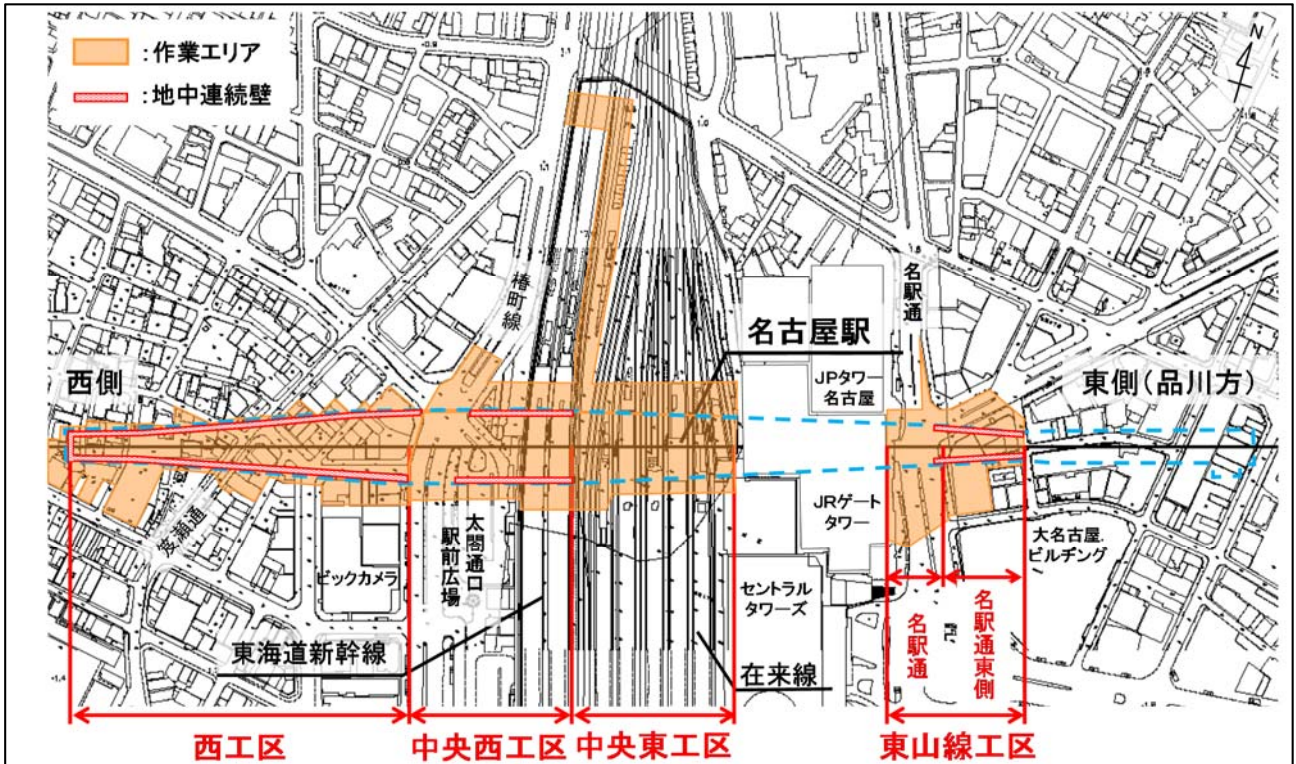 :作業エリア
:地中連続壁
N
椿町線
名駅通
名古屋駅
JPタワー
名古屋
西側
東側(品川方)
渡瀬通
ビックカメラ
太閤通口
駅前広場
JRゲート
タワー
大名古屋
ビルヂング
セントラル
タワーズ
東海道新幹線
在来線
名駅通
名駅通東側
西工区
中央西工区
中央東工区
東山線工区